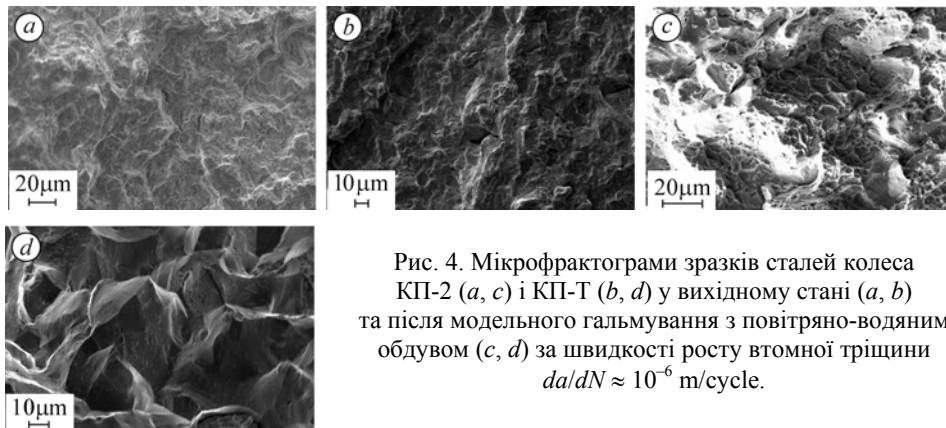 a
b
c
20μm
10μm
20μm
d
10μm
Рис. 4. Мікрофрактограми зразків сталей колеса
КП-2 (a, c) і КП-Т (b, d) у вихідному стані (a, b)
та після модельного гальмування з повітряно-водяним
обдувом (c, d) за швидкості росту втомної тріщини
da/dN ≈ 10⁻⁶ m/cycle.